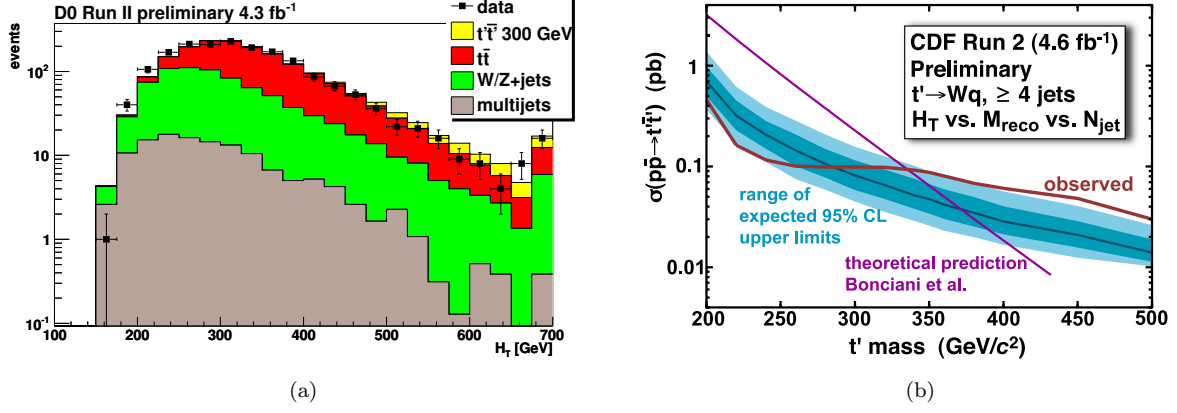 D0 Run II preliminary 4.3 fb⁻¹
events
data
t't̄' 300 GeV
tt̄
W/Z+jets
multijets
10²
10
1
10⁻¹
100 200 300 400 500 600 700
H_T [GeV]
(a)
σ(pp̄→t't̄') (pb)
CDF Run 2 (4.6 fb⁻¹)
Preliminary
t'→Wq, ≥ 4 jets
H_T vs. M_reco vs. N_jet
1
0.1
0.01
observed
range of
expected 95% CL
upper limits
theoretical prediction
Bonciani et al.
200 250 300 350 400 450 500
t' mass (GeV/c²)
(b)